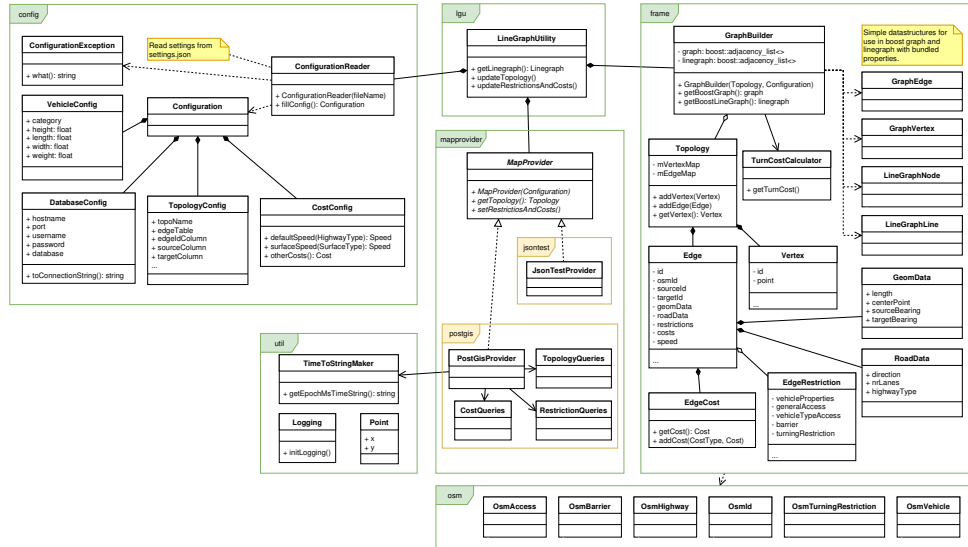 config
ConfigurationException
+ what(): string
Read settings from
settings.json
ConfigurationReader
+ ConfigurationReader(fileName)
+ fillConfig(): Configuration
VehicleConfig
+ category
+ height: float
+ length: float
+ width: float
+ weight: float
Configuration
DatabaseConfig
+ hostname
+ port
+ username
+ password
+ database
+ toConnectionString(): string
TopologyConfig
+ topoName
+ edgeTable
+ edgeIdColumn
+ sourceColumn
+ targetColumn
...
CostConfig
+ defaultSpeed(HighwayType): Speed
+ surfaceSpeed(SurfaceType): Speed
+ otherCosts(): Cost
lgu
LineGraphUtility
+ getLinegraph(): Linegraph
+ updateTopology()
+ updateRestrictionsAndCosts()
mapprovider
MapProvider
+ MapProvider(Configuration)
+ getTopology(): Topology
+ setRestrictiosAndCosts()
jsontest
JsonTestProvider
postgis
PostGisProvider
TopologyQueries
CostQueries
RestrictionQueries
util
TimeToStringMaker
+ getEpochMsTimeString(): string
Logging
+ initLogging()
Point
+ x
+ y
frame
GraphBuilder
- graph: boost::adjacency_list<>
- linegraph: boost::adjacency_list<>
+ GraphBuilder(Topology, Configuration)
+ getBoostGraph(): graph
+ getBoostLineGraph(): linegraph
Simple datastructures for
use in boost graph and
linegraph with bundled
properties.
GraphEdge
GraphVertex
LineGraphNode
LineGraphLine
Topology
- mVertexMap
- mEdgeMap
+ addVertex(Vertex)
+ addEdge(Edge)
+ getVertex(): Vertex
TurnCostCalculator
+ getTurnCost()
Edge
- id
- osmId
- sourceId
- targetId
- geomData
- roadData
- restrictions
- costs
- speed
...
Vertex
- id
- point
...
GeomData
+ length
+ centerPoint
+ sourceBearing
+ targetBearing
RoadData
+ direction
+ nrLanes
+ highwayType
EdgeRestriction
- vehicleProperties
- generalAccess
- vehicleTypeAccess
- barrier
- turningRestriction
...
EdgeCost
+ getCost(): Cost
+ addCost(CostType, Cost)
osm
OsmAccess
OsmBarrier
OsmHighway
OsmId
OsmTurningRestriction
OsmVehicle